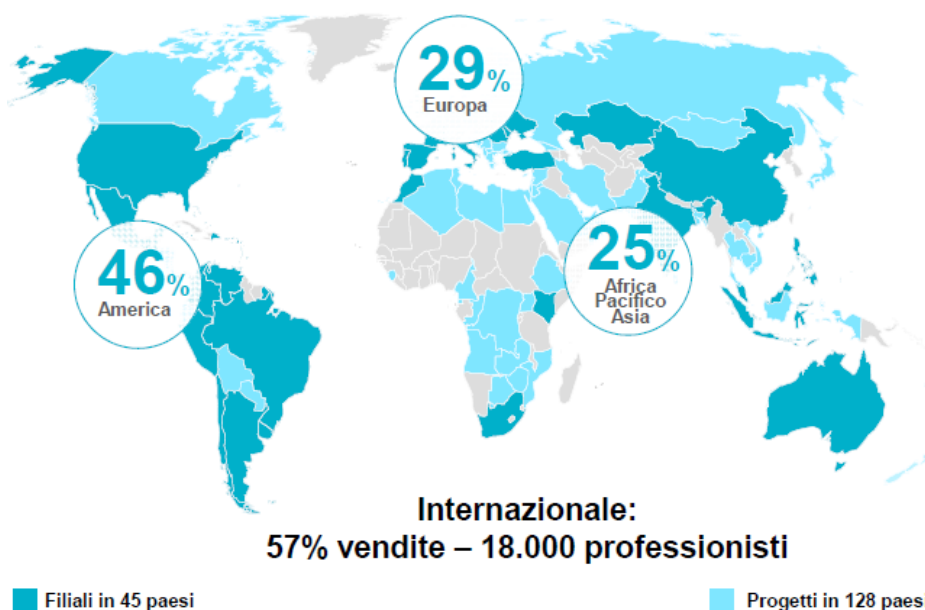 29%
Europa
46%
America
25%
Africa
Pacifico
Asia
Internazionale:
57% vendite – 18.000 professionisti
Filiali in 45 paesi
Progetti in 128 paesi